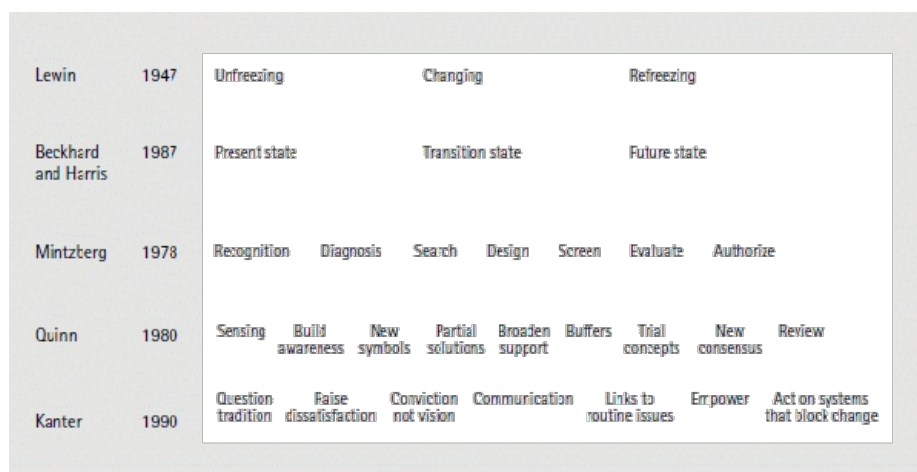 Lewin 1947 Unfreezing Changing Refreezing
Beckhard 1987 Present state Transition state Future state
and Harris
Mintzberg 1978 Recognition Diagnosis Search Design Screen Evaluate Authorize
Quinn 1980 Sensing Build New Partial Broaden Buffers Trial New Review
awareness symbols solutions support concepts consensus
Question Raise Conviction Communication Links to Empower Act on systems
tradition dissatisfaction not vision routine issues that block change
Kanter 1990